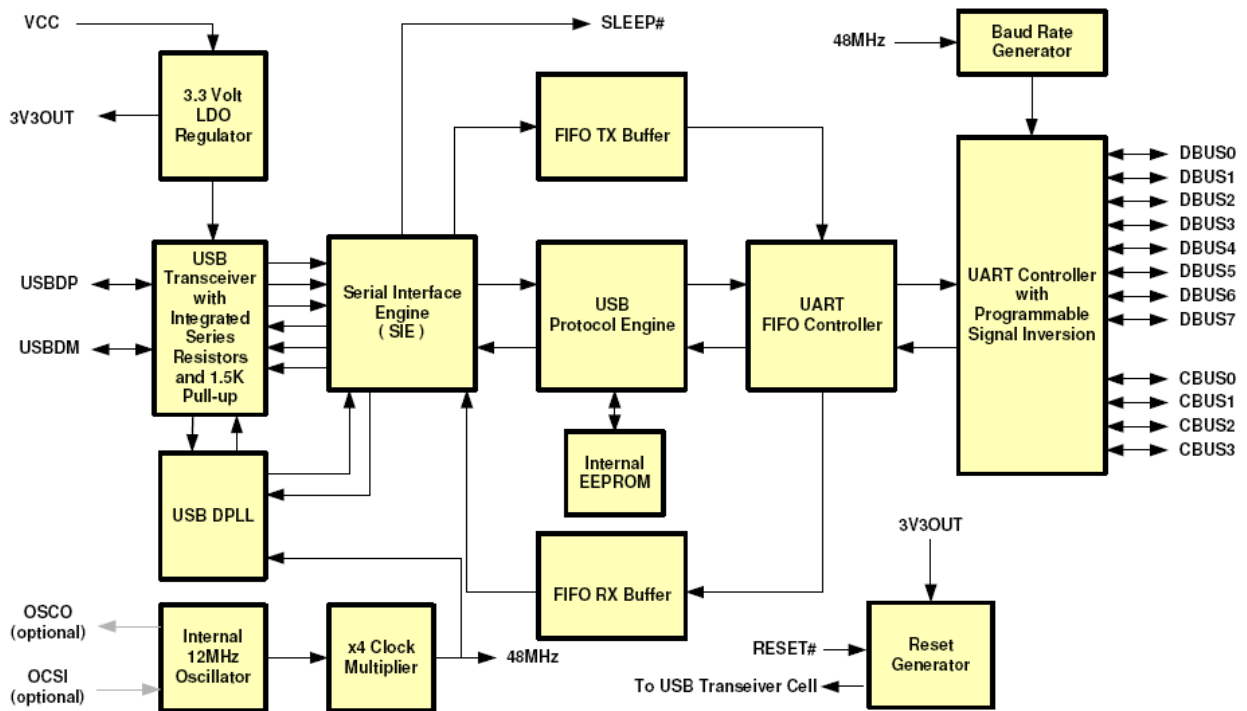 VCC
SLEEP#
48MHz
Baud Rate
Generator
3V3OUT
3.3 Volt
LDO
Regulator
FIFO TX Buffer
DBUS0
DBUS1
DBUS2
DBUS3
DBUS4
DBUS5
DBUS6
DBUS7
CBUS0
CBUS1
CBUS2
CBUS3
USBDP
USBDM
USB
Transceiver
with
Integrated
Series
Resistors
and 1.5K
Pull-up
Serial Interface
Engine
( SIE )
USB
Protocol Engine
UART
FIFO Controller
UART Controller
with
Programmable
Signal Inversion
Internal
EEPROM
USB DPLL
FIFO RX Buffer
3V3OUT
OSCO
(optional)
OCSI
(optional)
Internal
12MHz
Oscillator
x4 Clock
Multiplier
48MHz
RESET#
To USB Transeiver Cell
Reset
Generator